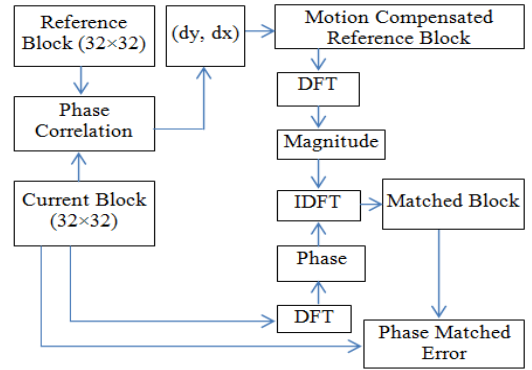 Reference
Block (32×32)
(dy, dx)
Motion Compensated
Reference Block
DFT
Phase
Correlation
Magnitude
Current Block
(32×32)
IDFT
Matched Block
Phase
DFT
Phase Matched
Error